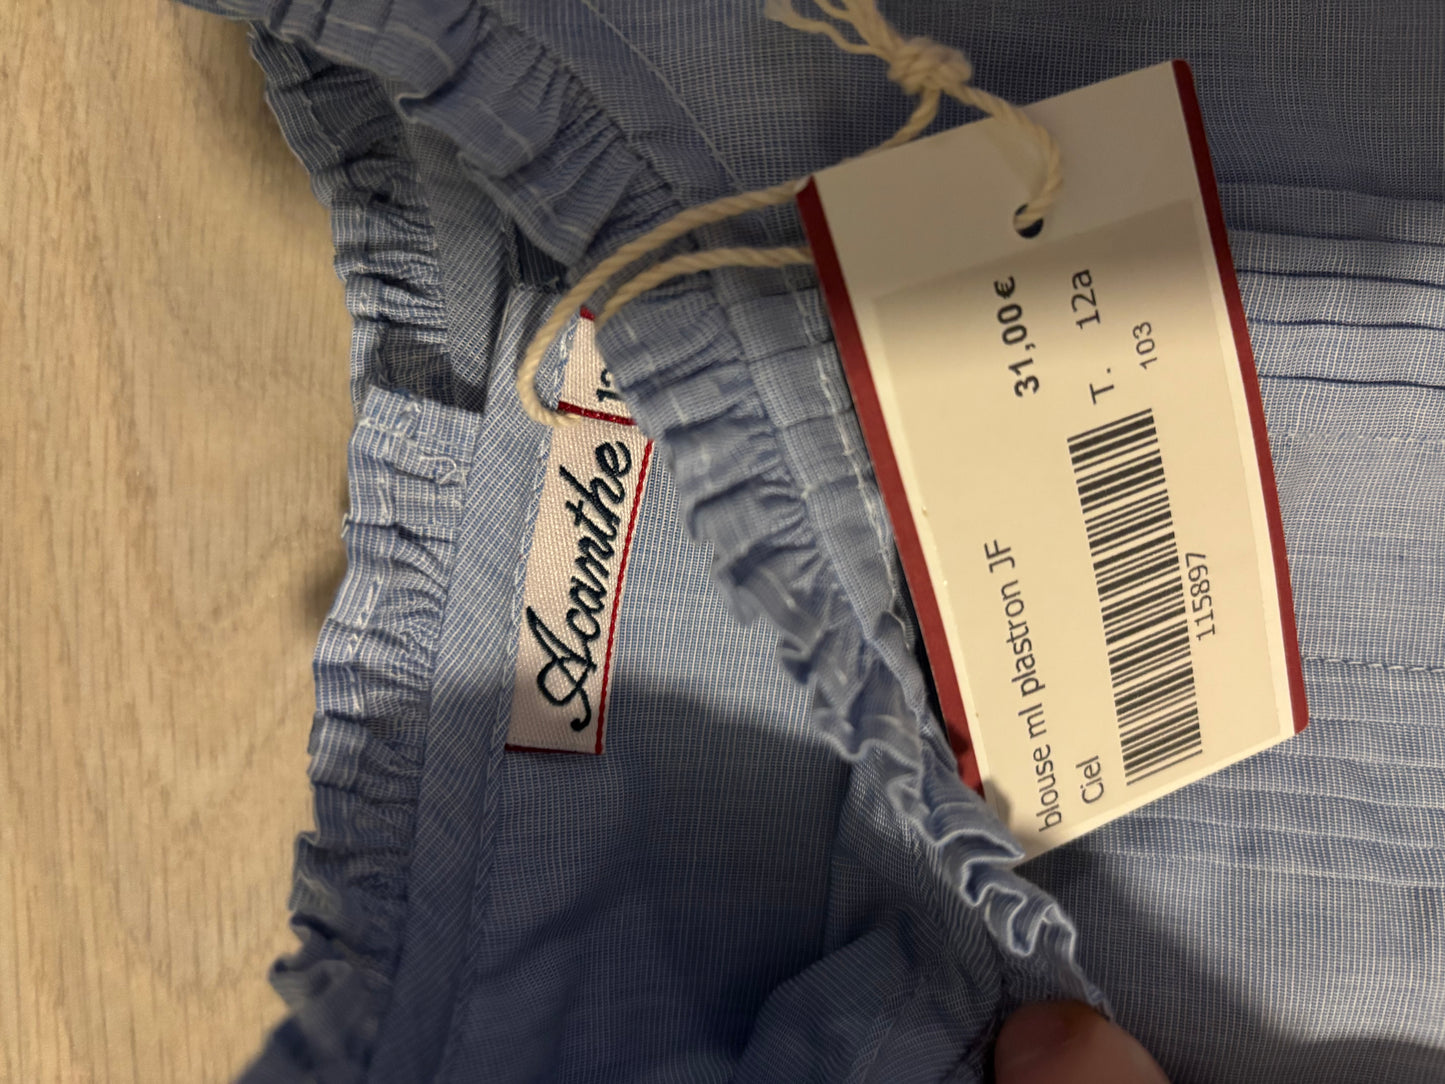 Acanthe
31,00€
T. 12a
103
blouse ml plastron JF
Ciel
115897